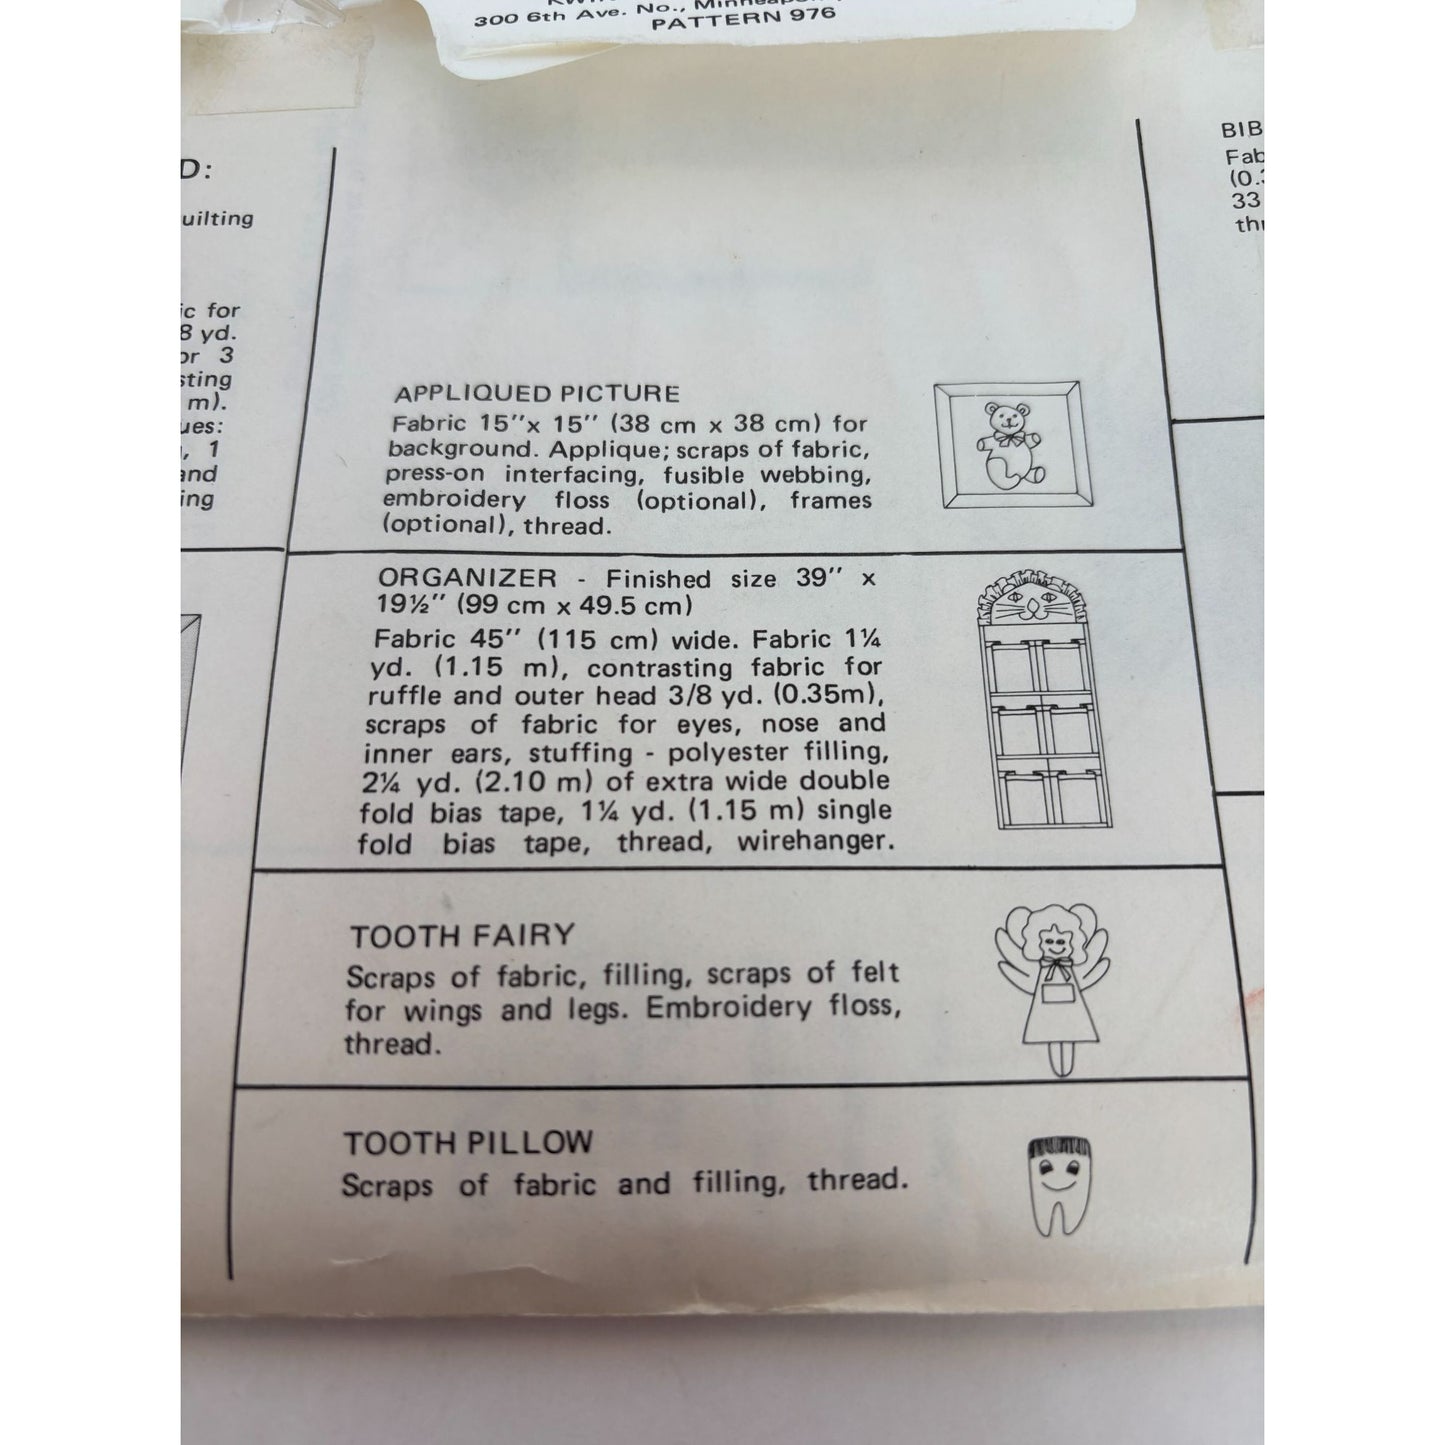 300 6th Ave. No.,
PATTERN 976
D:
uilting
ic for
8 yd.
or 3
sting
m).
ues:
, 1
and
ing
APPLIQUED PICTURE
Fabric 15"x 15" (38 cm x 38 cm) for
background. Applique; scraps of fabric,
press-on interfacing, fusible webbing,
embroidery floss (optional), frames
(optional), thread.
ORGANIZER - Finished size 39" x
19½" (99 cm x 49.5 cm)
Fabric 45" (115 cm) wide. Fabric 1¼
yd. (1.15 m), contrasting fabric for
ruffle and outer head 3/8 yd. (0.35m),
scraps of fabric for eyes, nose and
inner ears, stuffing - polyester filling,
2¼ yd. (2.10 m) of extra wide double
fold bias tape, 1¼ yd. (1.15 m) single
fold bias tape, thread, wirehanger.
TOOTH FAIRY
Scraps of fabric, filling, scraps of felt
for wings and legs. Embroidery floss,
thread.
TOOTH PILLOW
Scraps of fabric and filling, thread.
BIB
Fab
(0.
33
thr